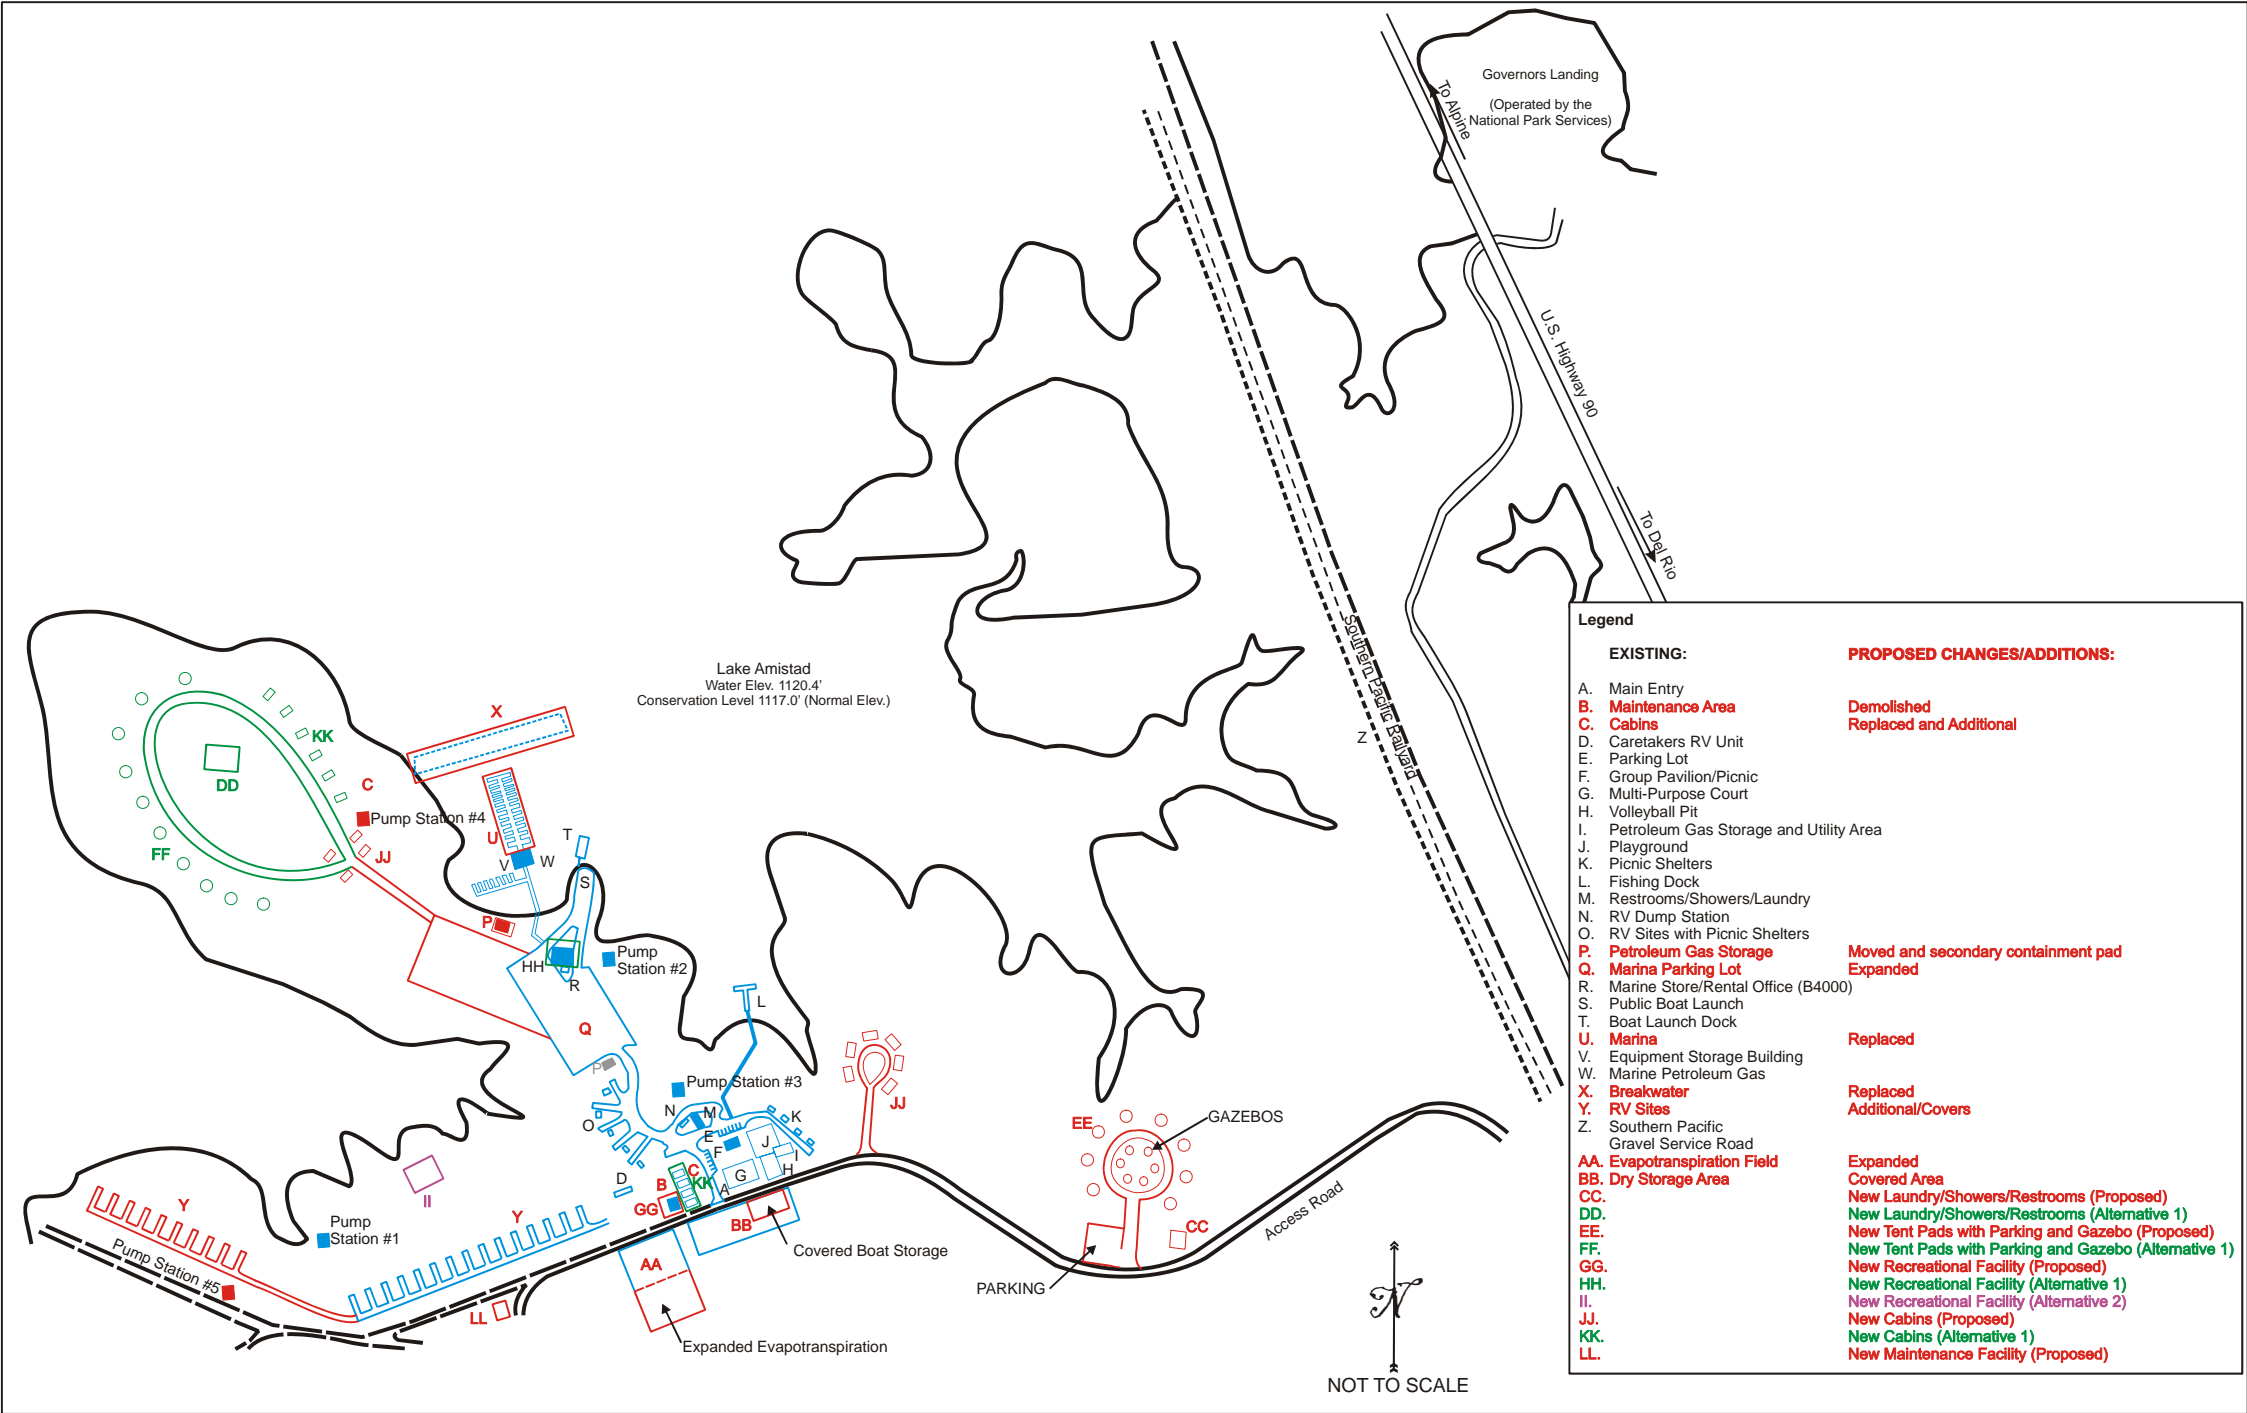 Governors Landing
(Operated by the
National Park Services)
To Alpine
U.S. Highway 90
To Del Rio
Southern Pacific Railyard
Z
Lake Amistad
Water Elev. 1120.4'
Conservation Level 1117.0' (Normal Elev.)
X
KK
DD
C
Pump Station #4
U
T
FF
JJ
V
W
S
P
HH
Pump
Station #2
R
L
Q
P
Pump Station #3
JJ
N
M
K
O
E
J
F
I
EE
GAZEBOS
C
H
II
D
B
KK
G
A
Y
Y
GG
BB
CC
Access Road
Pump
Station #1
Covered Boat Storage
Pump Station #5
AA
PARKING
LL
Expanded Evapotranspiration
N
NOT TO SCALE
Legend
EXISTING: PROPOSED CHANGES/ADDITIONS:
A. Main Entry
B. Maintenance Area Demolished
C. Cabins Replaced and Additional
D. Caretakers RV Unit
E. Parking Lot
F. Group Pavilion/Picnic
G. Multi-Purpose Court
H. Volleyball Pit
I. Petroleum Gas Storage and Utility Area
J. Playground
K. Picnic Shelters
L. Fishing Dock
M. Restrooms/Showers/Laundry
N. RV Dump Station
O. RV Sites with Picnic Shelters
P. Petroleum Gas Storage Moved and secondary containment pad
Q. Marina Parking Lot Expanded
R. Marine Store/Rental Office (B4000)
S. Public Boat Launch
T. Boat Launch Dock
U. Marina Replaced
V. Equipment Storage Building
W. Marine Petroleum Gas
X. Breakwater Replaced
Y. RV Sites Additional/Covers
Z. Southern Pacific
Gravel Service Road
AA. Evapotranspiration Field Expanded
BB. Dry Storage Area Covered Area
CC. New Laundry/Showers/Restrooms (Proposed)
DD. New Laundry/Showers/Restrooms (Alternative 1)
EE. New Tent Pads with Parking and Gazebo (Proposed)
FF. New Tent Pads with Parking and Gazebo (Alternative 1)
GG. New Recreational Facility (Proposed)
HH. New Recreational Facility (Alternative 1)
II. New Recreational Facility (Alternative 2)
JJ. New Cabins (Proposed)
KK. New Cabins (Alternative 1)
LL. New Maintenance Facility (Proposed)